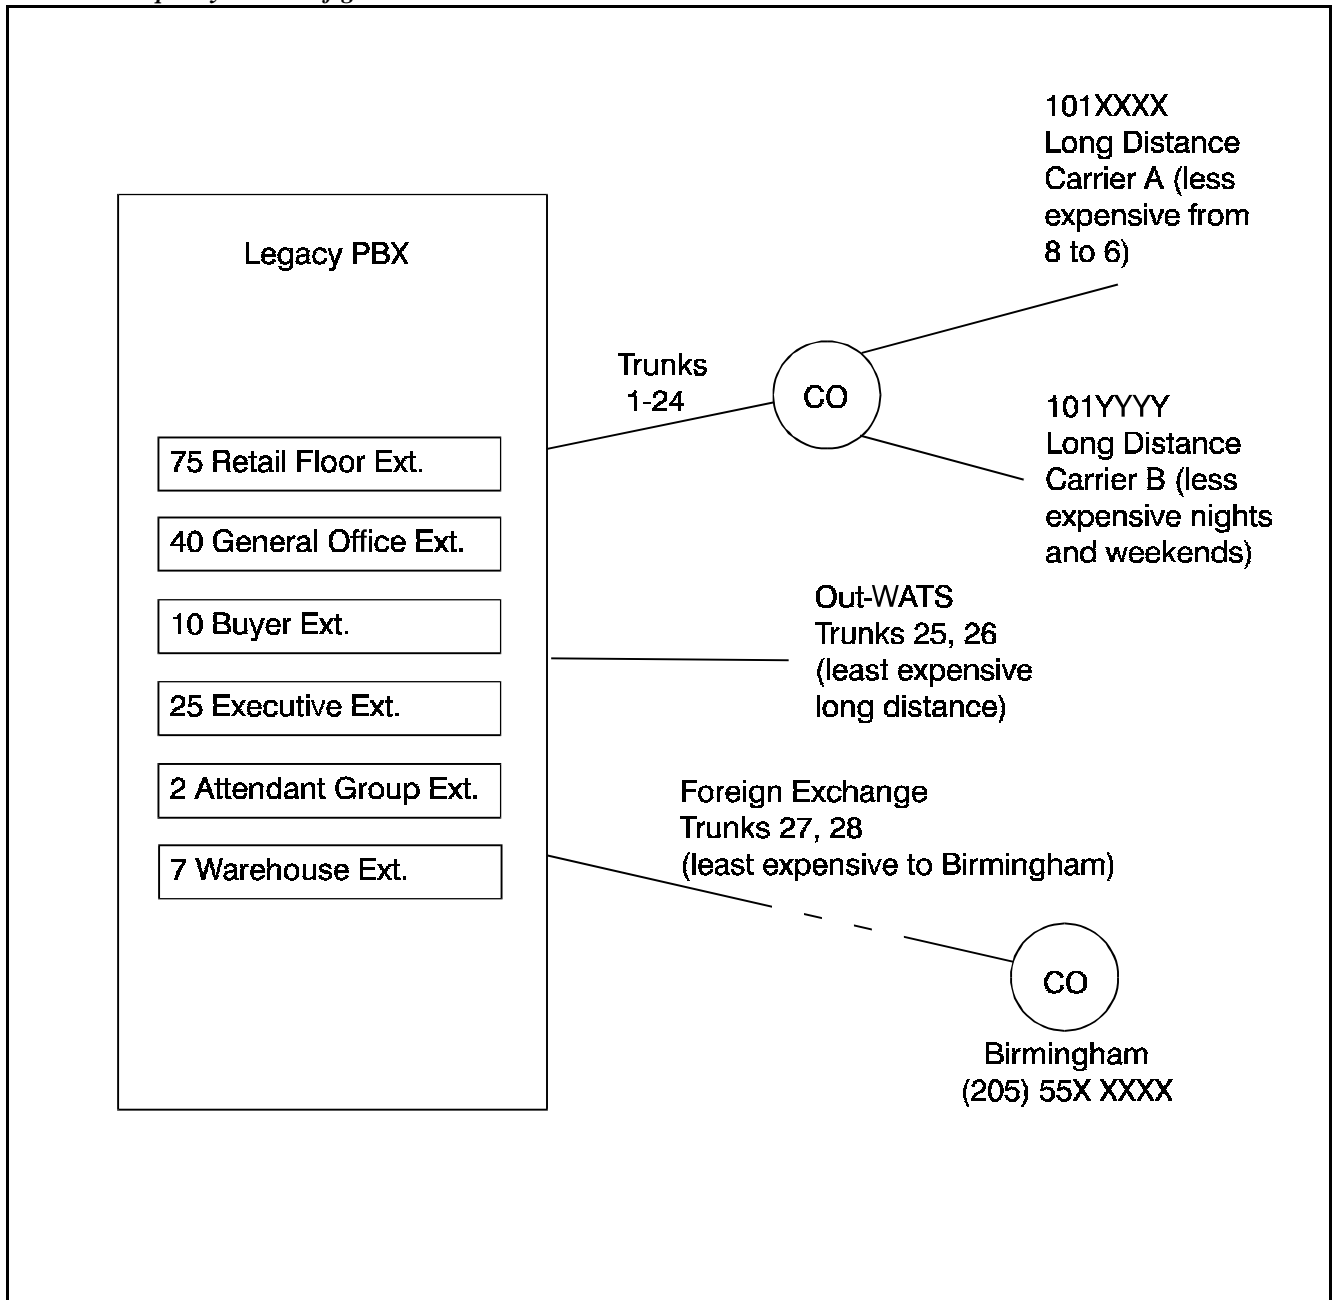 Legacy PBX
75 Retail Floor Ext.
40 General Office Ext.
10 Buyer Ext.
25 Executive Ext.
2 Attendant Group Ext.
7 Warehouse Ext.
Trunks
1-24
CO
101XXXX
Long Distance
Carrier A (less
expensive from
8 to 6)
101YYYY
Long Distance
Carrier B (less
expensive nights
and weekends)
Out-WATS
Trunks 25, 26
(least expensive
long distance)
Foreign Exchange
Trunks 27, 28
(least expensive to Birmingham)
CO
Birmingham
(205) 55X XXXX